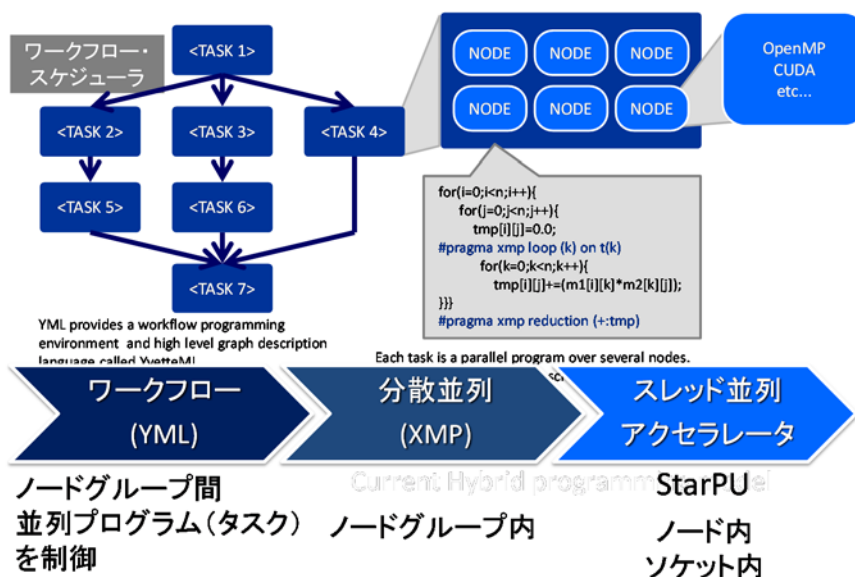 ワークフロー・
スケジューラ
<TASK 1>
<TASK 2>
<TASK 3>
<TASK 4>
<TASK 5>
<TASK 6>
<TASK 7>
NODE
NODE
NODE
NODE
NODE
NODE
OpenMP
CUDA
etc...
for(i=0;i<n;i++){
for(j=0;j<n;j++){
tmp[i][j]=0.0;
#pragma xmp loop (k) on t(k)
for(k=0;k<n;k++){
tmp[i][j]+=(m1[i][k]*m2[k][j]);
}}}
#pragma xmp reduction (+:tmp)
YML provides a workflow programming
environment and high level graph description
language called YvetteML
Each task is a parallel program over several nodes.
ワークフロー
(YML)
分散並列
(XMP)
スレッド並列
アクセラレータ
Current Hybrid programming model
ノードグループ間
並列プログラム(タスク)
を制御
ノードグループ内
StarPU
ノード内
ソケット内